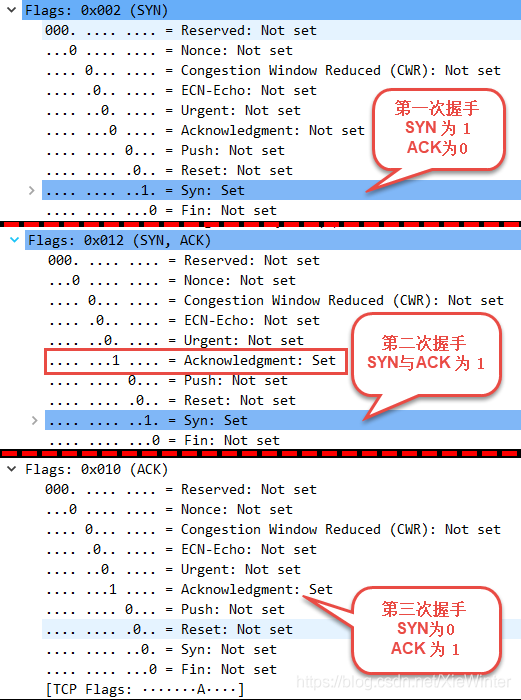 Flags: 0x002 (SYN)
000. .... .... = Reserved: Not set
...0 .... .... = Nonce: Not set
.... 0... .... = Congestion Window Reduced (CWR): Not set
.... .0.. .... = ECN-Echo: Not set
.... ..0. .... = Urgent: Not set
.... ...0 .... = Acknowledgment: Not set
.... .... 0... = Push: Not set
.... .... .0.. = Reset: Not set
.... .... ..1. = Syn: Set
.... .... ...0 = Fin: Not set
第一次握手
SYN 为 1
ACK为0
Flags: 0x012 (SYN, ACK)
000. .... .... = Reserved: Not set
...0 .... .... = Nonce: Not set
.... 0... .... = Congestion Window Reduced (CWR): Not set
.... .0.. .... = ECN-Echo: Not set
.... ..0. .... = Urgent: Not set
.... ...1 .... = Acknowledgment: Set
.... .... 0... = Push: Not set
.... .... .0.. = Reset: Not set
.... .... ..1. = Syn: Set
.... .... ...0 = Fin: Not set
第二次握手
SYN与ACK 为 1
Flags: 0x010 (ACK)
000. .... .... = Reserved: Not set
...0 .... .... = Nonce: Not set
.... 0... .... = Congestion Window Reduced (CWR): Not set
.... .0.. .... = ECN-Echo: Not set
.... ..0. .... = Urgent: Not set
.... ...1 .... = Acknowledgment: Set
.... .... 0... = Push: Not set
.... .... .0.. = Reset: Not set
.... .... ..0. = Syn: Not set
.... .... ...0 = Fin: Not set
[TCP Flags: ·······A····]
第三次握手
SYN为0
ACK 为 1
https://blog.csdn.net/XieWinter